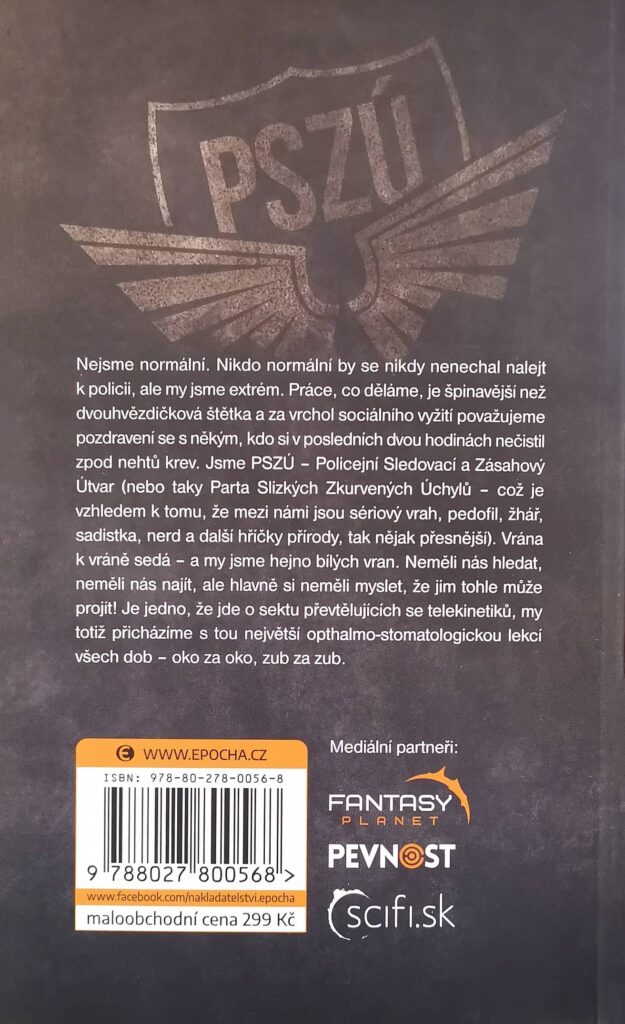 PSZÚ
Nejsme normální. Nikdo normální by se nikdy nenechal nalejt
k policii, ale my jsme extrém. Práce, co děláme, je špinavější než
dvouhvězdičková štětka a za vrchol sociálního vyžití považujeme
pozdravení se s někým, kdo si v posledních dvou hodinách nečistil
zpod nehtů krev. Jsme PSZÚ – Policejní Sledovací a Zásahový
Útvar (nebo taky Parta Slizkých Zkurvených Úchylů – což je
vzhledem k tomu, že mezi námi jsou sériový vrah, pedofil, žhář,
sadistka, nerd a další hříčky přírody, tak nějak přesnější). Vrána
k vráně sedá – a my jsme hejno bílých vran. Neměli nás hledat,
neměli nás najít, ale hlavně si neměli myslet, že jim tohle může
projít! Je jedno, že jde o sektu převtělujících se telekinetiků, my
totiž přicházíme s tou největší opthalmo-stomatologickou lekcí
všech dob – oko za oko, zub za zub.
WWW.EPOCHA.CZ
ISBN: 978-80-278-0056-8
9 788027 800568 >
www.facebook.com/nakladatelstvi.epocha
maloobchodní cena 299 Kč
Mediální partneři:
FANTASY
PLANET
PEVNOST
scifi.sk